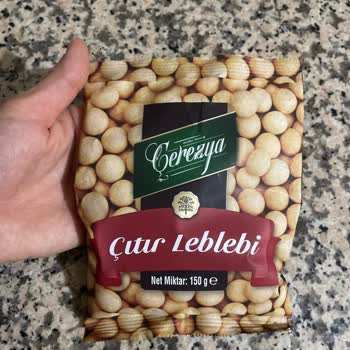 Çerezya
Çıtır Leblebi
Net Miktar: 150 g ℮